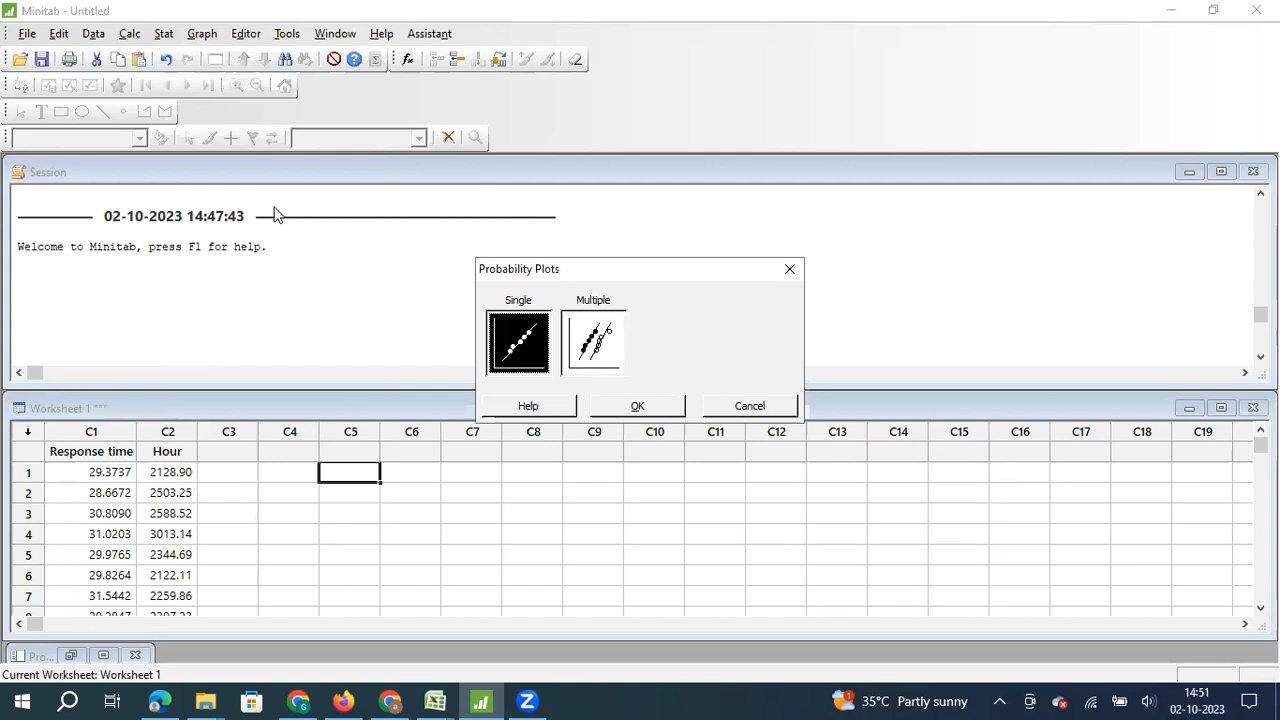 Minitab - Untitled
File Edit Data Calc Stat Graph Editor Tools Window Help Assistant
Session
02-10-2023 14:47:43
Welcome to Minitab, press F1 for help.
Probability Plots
Single Multiple
Help OK Cancel
Worksheet 1 ***
C1 C2 C3 C4 C5 C6 C7 C8 C9 C10 C11 C12 C13 C14 C15 C16 C17 C18 C19
Response time Hour
1 29.3737 2128.90
2 28.6672 2503.25
3 30.8090 2588.52
4 31.0203 3013.14
5 29.9765 2344.69
6 29.8264 2122.11
7 31.5442 2259.86
Pro...
Current Worksheet: Worksheet 1
1 35°C Partly sunny
14:51
02-10-2023